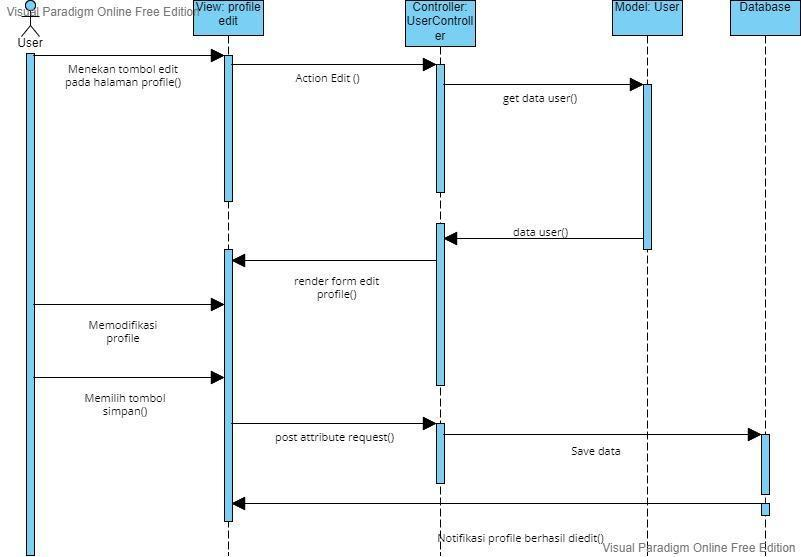 Visual Paradigm Online Free Edition
View: profile
edit
Controller:
UserControll
er
Model: User
Database
User
Menekan tombol edit
pada halaman profile()
Action Edit ()
get data user()
data user()
render form edit
profile()
Memodifikasi
profile
Memilih tombol
simpan()
post attribute request()
Save data
Notifikasi profile berhasil diedit()
Visual Paradigm Online Free Edition